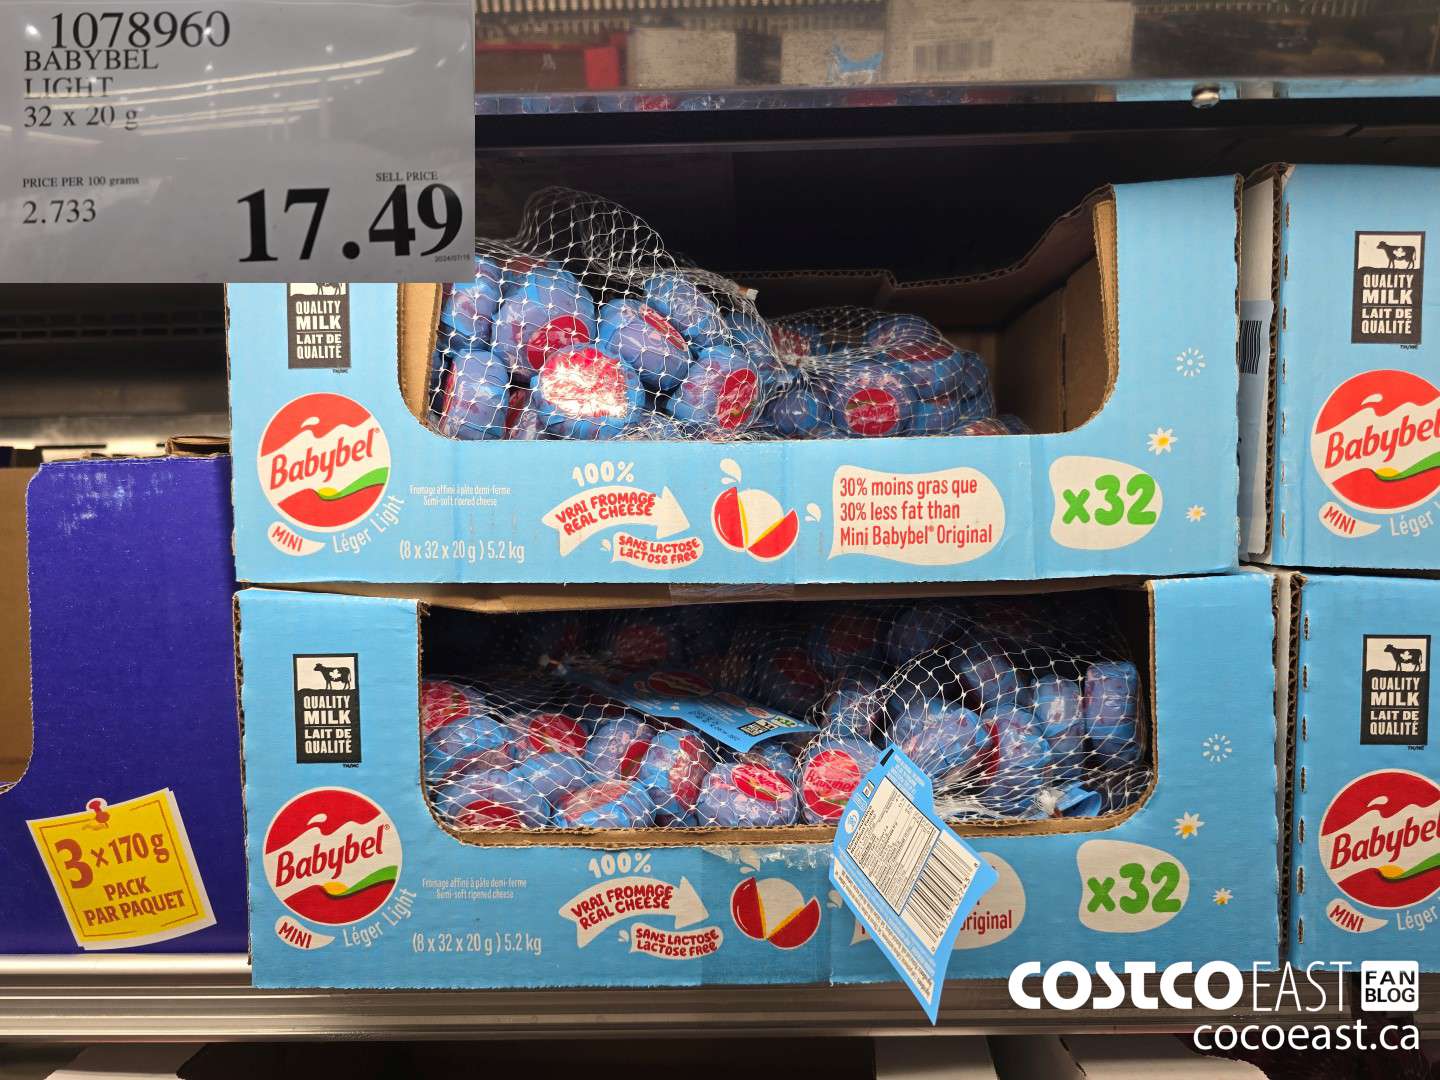 1078960
BABYBEL
LIGHT
32 x 20 g
PRICE PER 100 grams
2.733
SELL PRICE
17.49
2024/07/15
QUALITY
MILK
LAIT DE
QUALITÉ
Babybel
MINI
Léger Light
Fromage affiné à pâte demi-ferme
Semi-soft ripened cheese
(8 x 32 x 20 g) 5.2 kg
100%
VRAI FROMAGE
REAL CHEESE
SANS LACTOSE
LACTOSE FREE
30% moins gras que
30% less fat than
Mini Babybel® Original
x32
QUALITY
MILK
LAIT DE
QUALITÉ
Babybel
MINI
Léger
QUALITY
MILK
LAIT DE
QUALITÉ
Babybel
MINI
Léger Light
Fromage affiné à pâte demi-ferme
Semi-soft ripened cheese
(8 x 32 x 20 g) 5.2 kg
100%
VRAI FROMAGE
REAL CHEESE
SANS LACTOSE
LACTOSE FREE
riginal
x32
QUALITY
MILK
LAIT DE
QUALITÉ
Babybel
MINI
Léger
3 x 170 g
PACK
PAR PAQUET
COSTCO EAST FAN BLOG
cocoeast.ca